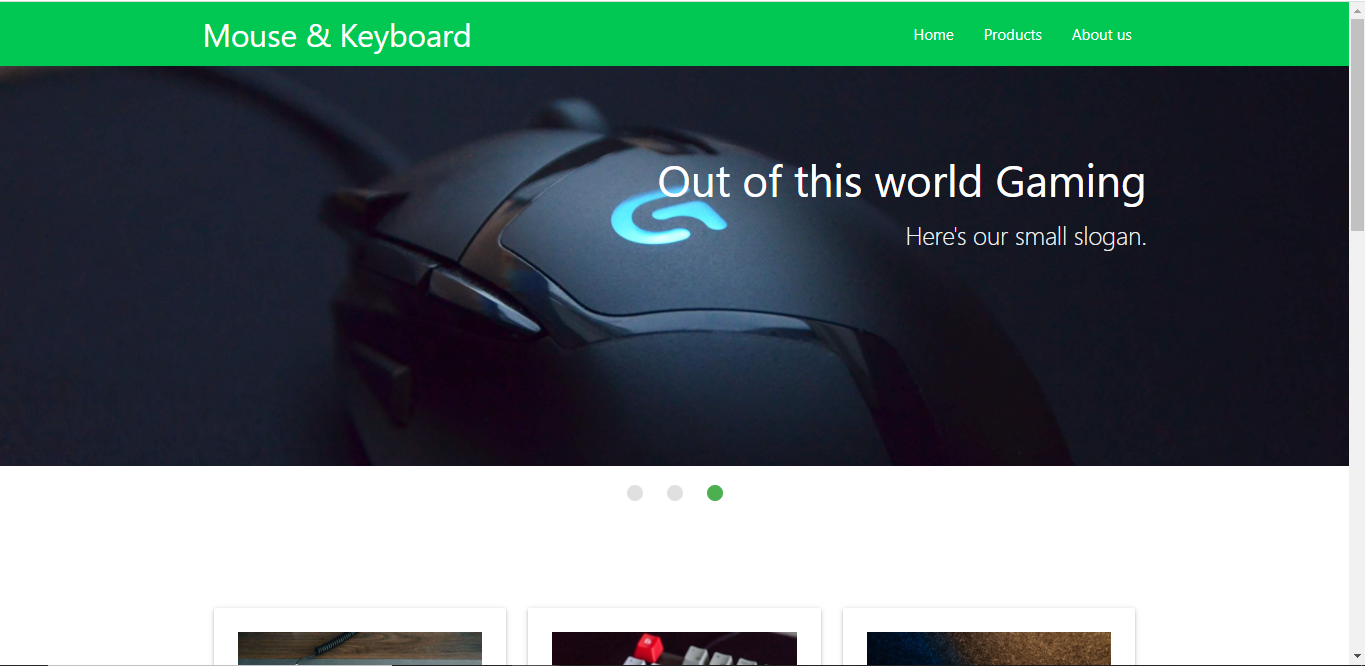 Mouse & Keyboard
Home Products About us
Out of this world Gaming
Here's our small slogan.